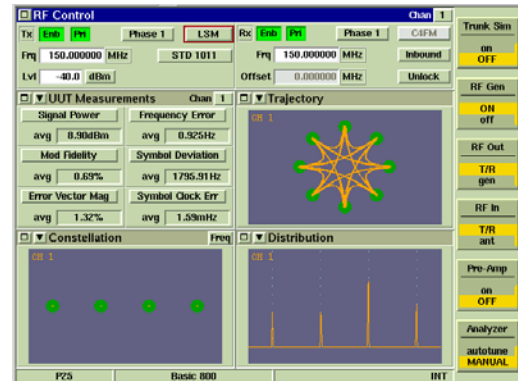 RF Control Chan 1
Tx Enb Pri Phase 1 LSM Rx Enb Pri Phase 1 C4FM
Frq 150.000000 MHz STD 1011 Frq 150.000000 MHz Inbound
Lvl -40.0 dBm Offset 0.000000 MHz Unlock
UUT Measurements Chan 1
Signal Power Frequency Error
avg 8.90dBm avg 0.925Hz
Mod Fidelity Symbol Deviation
avg 0.69% avg 1795.91Hz
Error Vector Mag Symbol Clock Err
avg 1.32% avg 1.59mHz
Trajectory
CH 1
Constellation Freq
CH 1
Distribution
CH 1
P25 Basic 800 INT
Trunk Sim
on
OFF
RF Gen
ON
off
RF Out
T/R
gen
RF In
T/R
ant
Pre-Amp
on
OFF
Analyzer
autotune
MANUAL